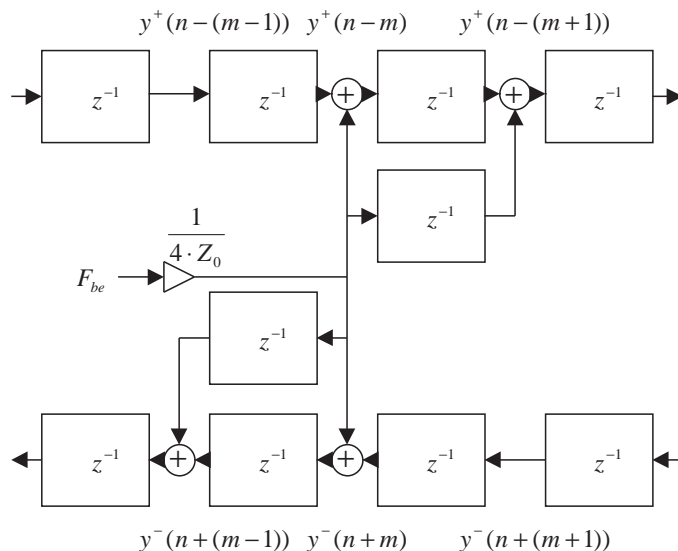 y⁺(n−(m−1)) y⁺(n−m) y⁺(n−(m+1))
z⁻¹ z⁻¹ z⁻¹ z⁻¹
z⁻¹
1
4·Z₀
F_be
z⁻¹
z⁻¹ z⁻¹ z⁻¹ z⁻¹
y⁻(n+(m−1)) y⁻(n+m) y⁻(n+(m+1))